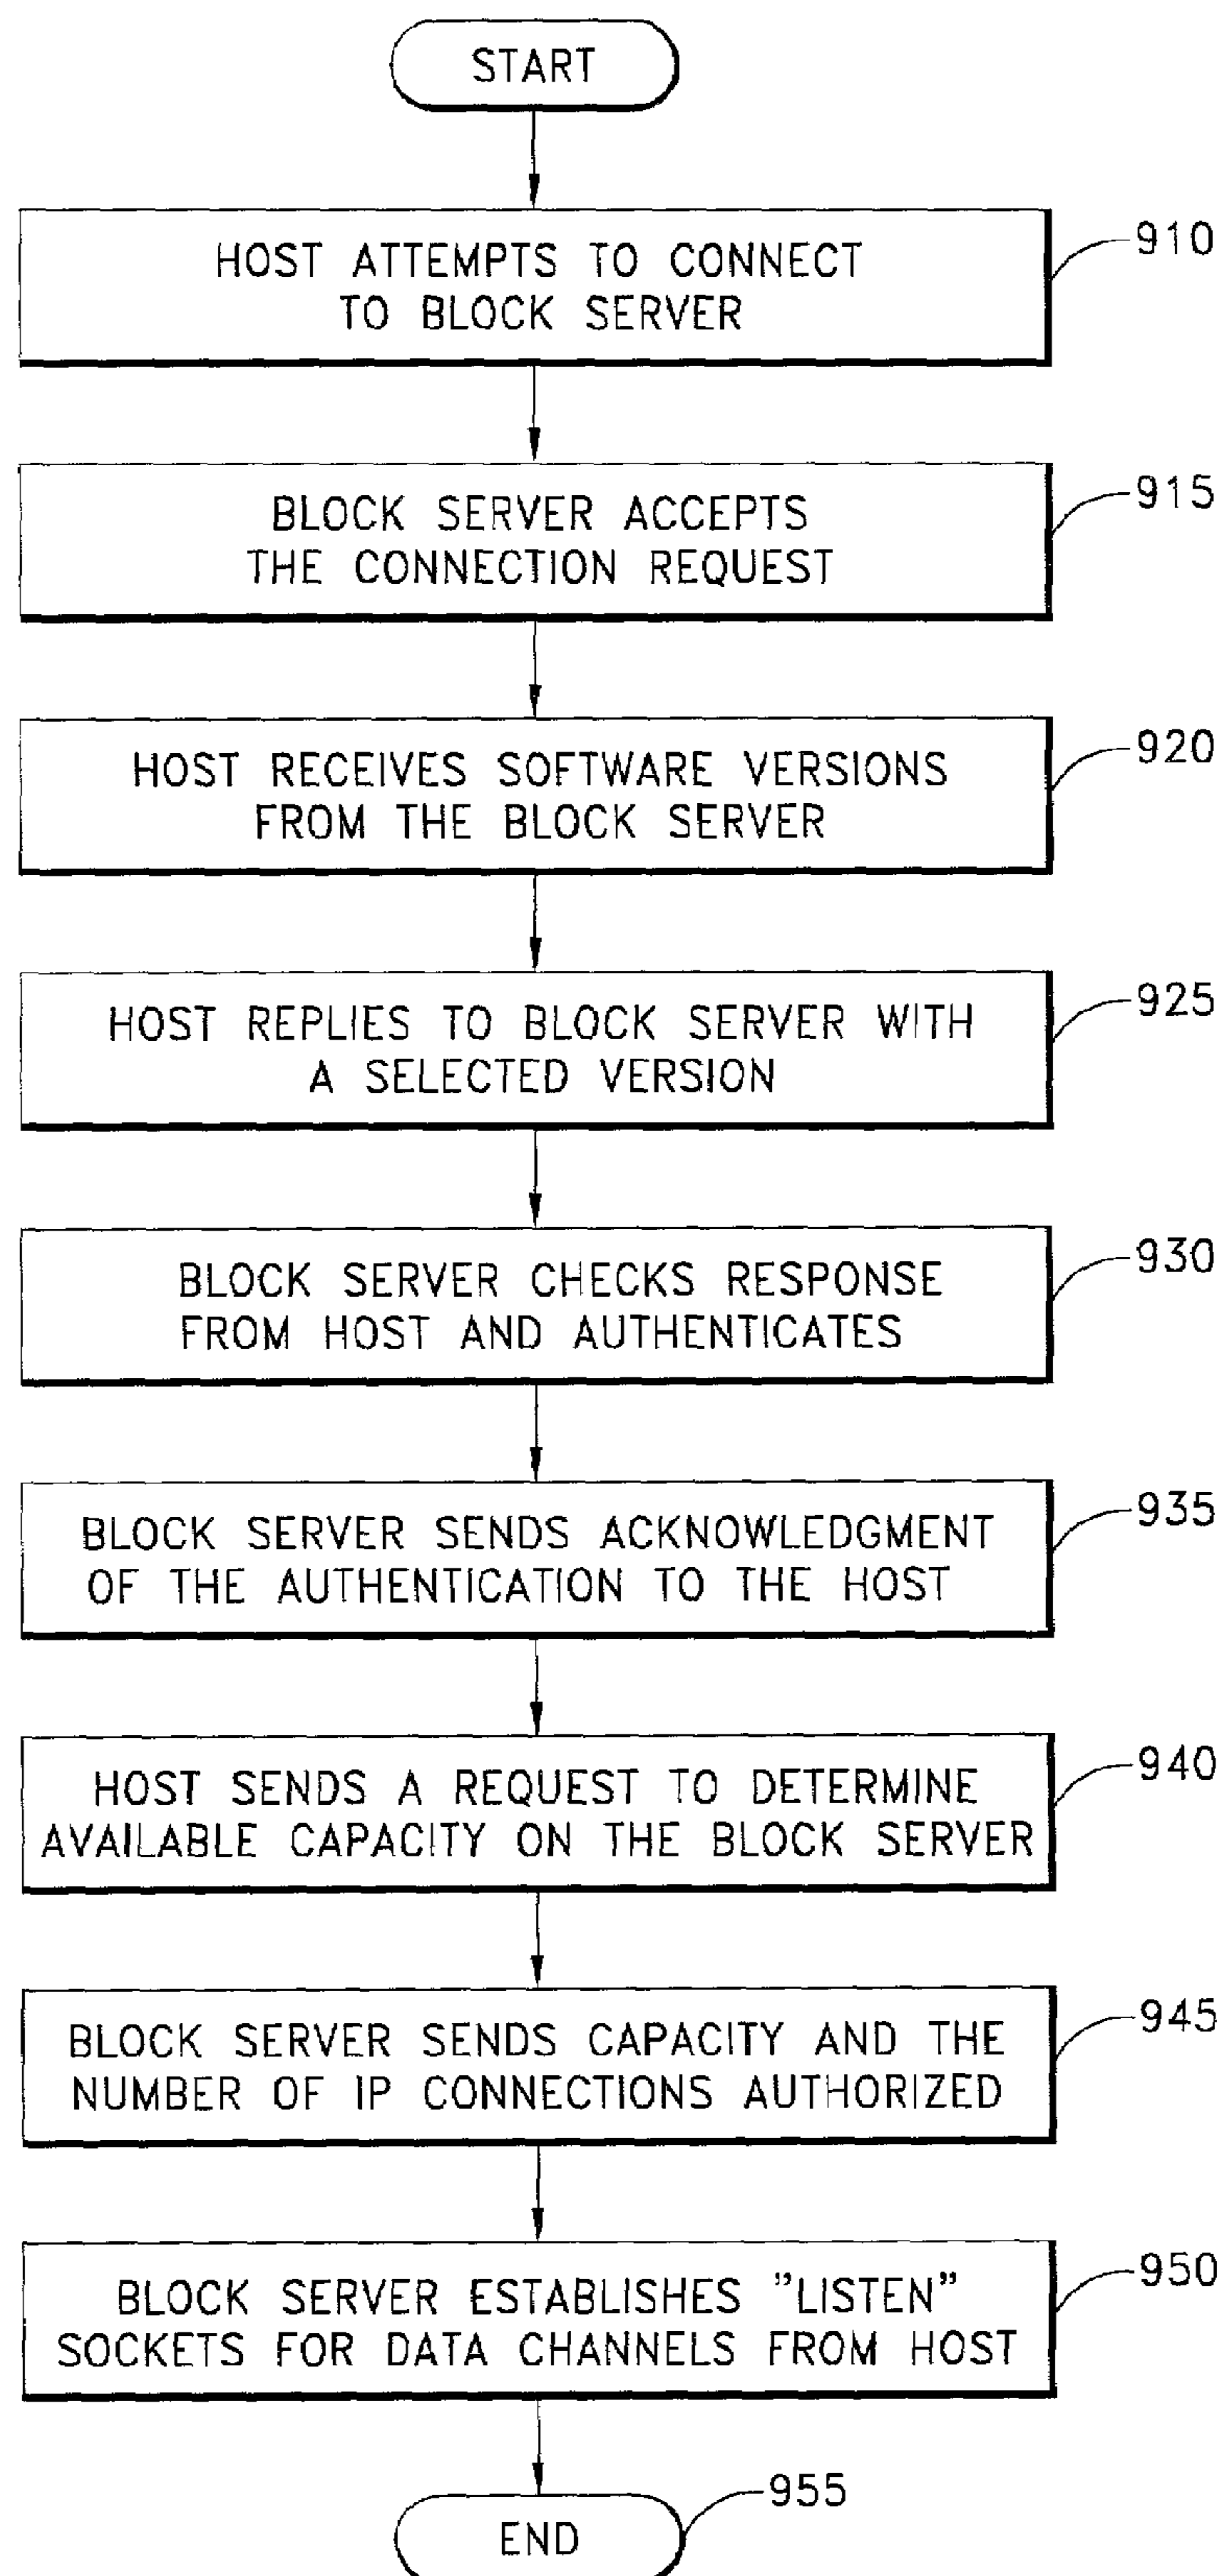 START
HOST ATTEMPTS TO CONNECT
TO BLOCK SERVER
910
BLOCK SERVER ACCEPTS
THE CONNECTION REQUEST
915
HOST RECEIVES SOFTWARE VERSIONS
FROM THE BLOCK SERVER
920
HOST REPLIES TO BLOCK SERVER WITH
A SELECTED VERSION
925
BLOCK SERVER CHECKS RESPONSE
FROM HOST AND AUTHENTICATES
930
BLOCK SERVER SENDS ACKNOWLEDGMENT
OF THE AUTHENTICATION TO THE HOST
935
HOST SENDS A REQUEST TO DETERMINE
AVAILABLE CAPACITY ON THE BLOCK SERVER
940
BLOCK SERVER SENDS CAPACITY AND THE
NUMBER OF IP CONNECTIONS AUTHORIZED
945
BLOCK SERVER ESTABLISHES ”LISTEN”
SOCKETS FOR DATA CHANNELS FROM HOST
950
END
955